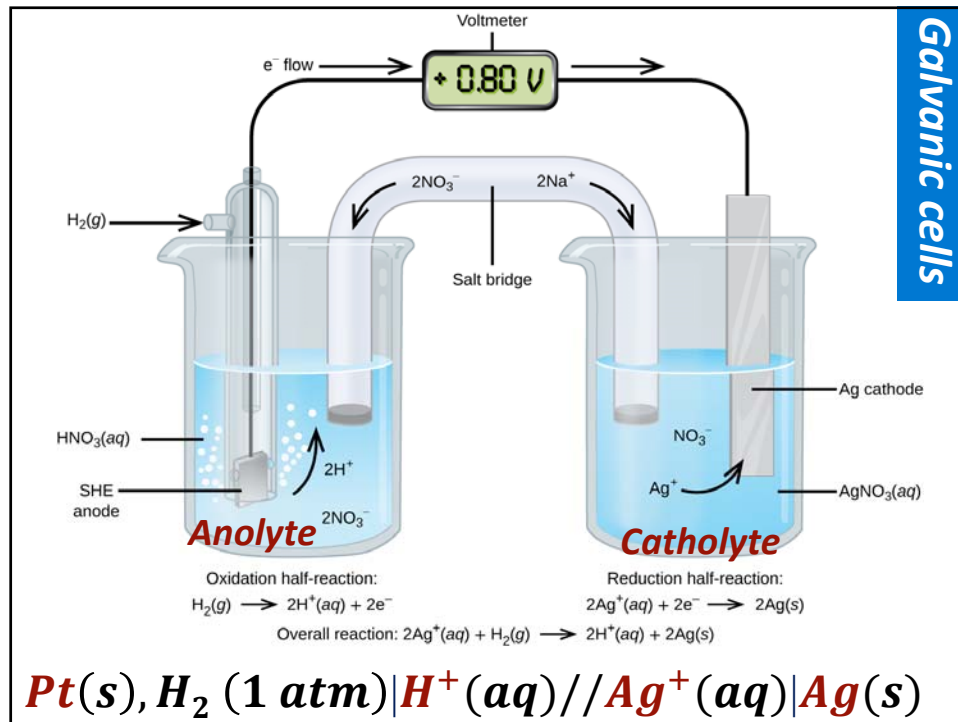 Galvanic cells
Voltmeter
e⁻ flow
+ 0.80 V
2NO₃⁻
2Na⁺
H₂(g)
Salt bridge
Ag cathode
HNO₃(aq)
NO₃⁻
2H⁺
Ag⁺
SHE
anode
AgNO₃(aq)
2NO₃⁻
Anolyte
Catholyte
Oxidation half-reaction:
H₂(g) ⟶ 2H⁺(aq) + 2e⁻
Reduction half-reaction:
2Ag⁺(aq) + 2e⁻ ⟶ 2Ag(s)
Overall reaction: 2Ag⁺(aq) + H₂(g) ⟶ 2H⁺(aq) + 2Ag(s)
Pt(s), H₂ (1 atm)|H⁺(aq)//Ag⁺(aq)|Ag(s)